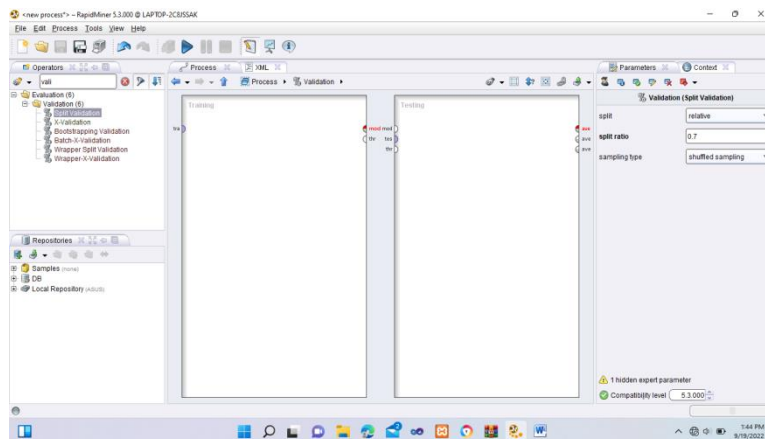 <new process*> – RapidMiner 5.3.000 @ LAPTOP-2C8JSSAK
File Edit Process Tools View Help
Operators
Process
XML
Parameters
Context
vali
Process
Validation
Evaluation (6)
Validation (6)
Split Validation
X-Validation
Bootstrapping Validation
Batch-X-Validation
Wrapper Split Validation
Wrapper-X-Validation
Training
Testing
tra
mod mod
thr tes
thr
ave
ave
ave
Validation (Split Validation)
split
relative
split ratio
0.7
sampling type
shuffled sampling
Repositories
Samples (none)
DB
Local Repository (ASUS)
1 hidden expert parameter
Compatibility level
5.3.000
1:44 PM
9/19/2022